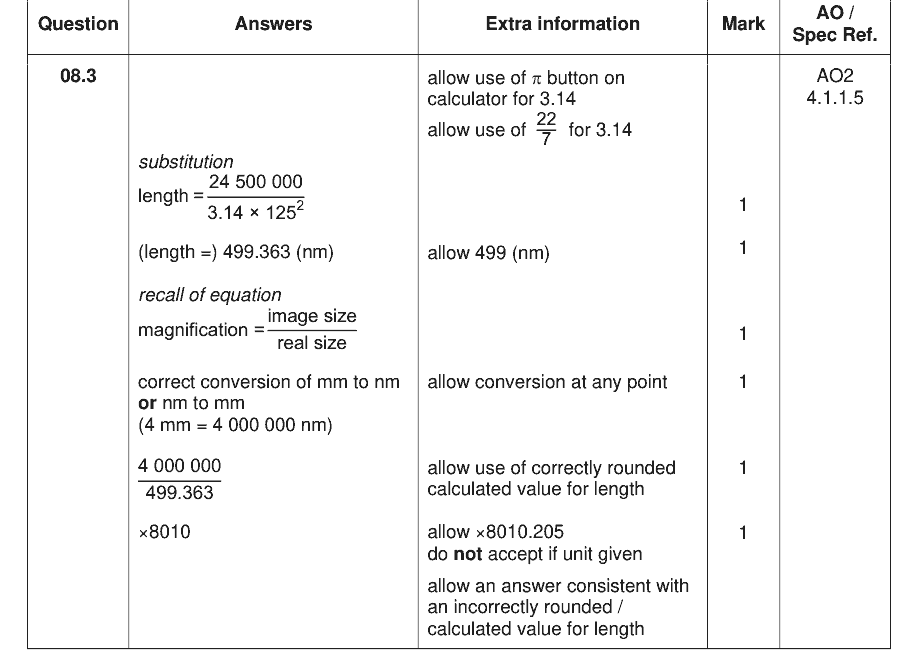 Question Answers Extra information Mark AO /
Spec Ref.
08.3 allow use of π button on AO2
calculator for 3.14 4.1.1.5
allow use of 22/7 for 3.14
substitution
length = 24 500 000 / 3.14 × 125² 1
(length =) 499.363 (nm) allow 499 (nm) 1
recall of equation
magnification = image size / real size 1
correct conversion of mm to nm allow conversion at any point 1
or nm to mm
(4 mm = 4 000 000 nm)
4 000 000 / 499.363 allow use of correctly rounded 1
calculated value for length
×8010 allow ×8010.205 1
do not accept if unit given
allow an answer consistent with
an incorrectly rounded /
calculated value for length